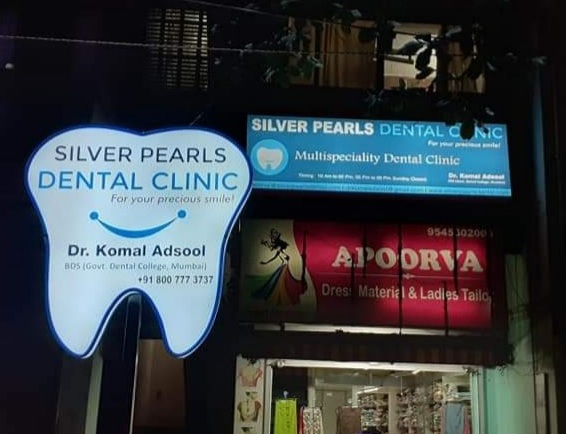 SILVER PEARLS
DENTAL CLINIC
For your precious smile!
Dr. Komal Adsool
BDS (Govt. Dental College, Mumbai)
+91 800 777 3737
SILVER PEARLS DENTAL CLINIC
For your precious smile!
Multispeciality Dental Clinic
Dr. Komal Adsool
APOORVA
Dress Material & Ladies Tailo